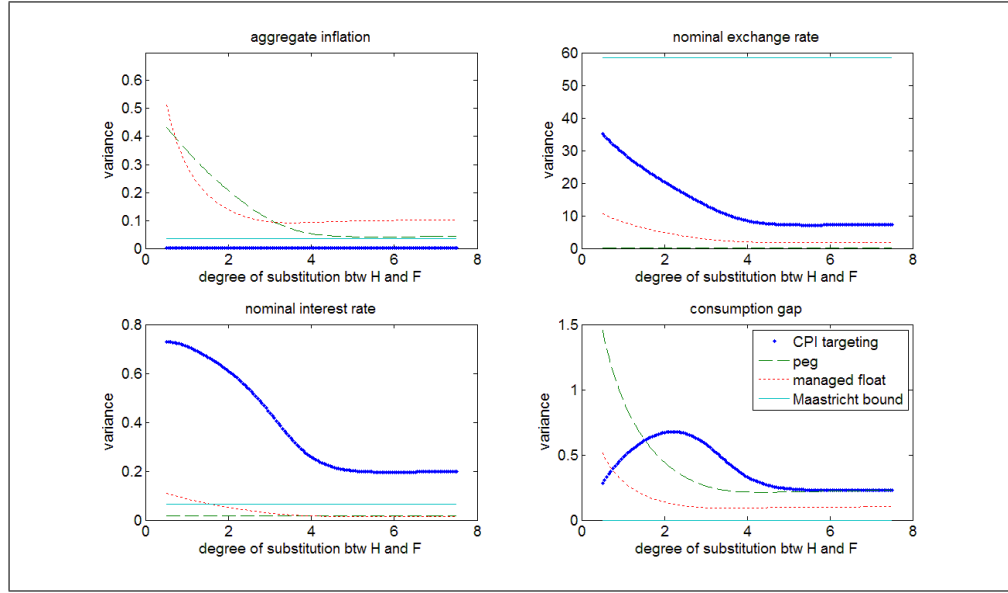 aggregate inflation
variance
0.6
0.5
0.4
0.3
0.2
0.1
0
0 2 4 6 8
degree of substitution btw H and F
nominal exchange rate
variance
60
50
40
30
20
10
0
0 2 4 6 8
degree of substitution btw H and F
nominal interest rate
variance
0.8
0.6
0.4
0.2
0
0 2 4 6 8
degree of substitution btw H and F
consumption gap
variance
1.5
1
0.5
0
0 2 4 6 8
degree of substitution btw H and F
CPI targeting
peg
managed float
Maastricht bound